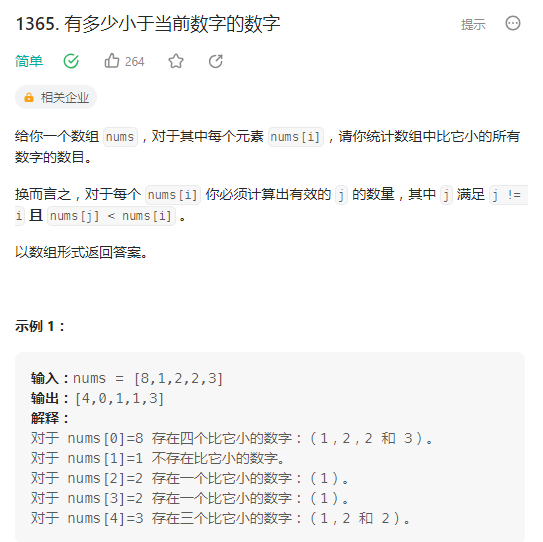 1365. 有多少小于当前数字的数字
提示
简单
264
相关企业
给你一个数组 nums，对于其中每个元素 nums[i]，请你统计数组中比它小的所有
数字的数目。
换而言之，对于每个 nums[i] 你必须计算出有效的 j 的数量，其中 j 满足 j !=
i 且 nums[j] < nums[i] 。
以数组形式返回答案。
示例 1：
输入：nums = [8,1,2,2,3]
输出：[4,0,1,1,3]
解释：
对于 nums[0]=8 存在四个比它小的数字：（1，2，2 和 3）。
对于 nums[1]=1 不存在比它小的数字。
对于 nums[2]=2 存在一个比它小的数字：（1）。
对于 nums[3]=2 存在一个比它小的数字：（1）。
对于 nums[4]=3 存在三个比它小的数字：（1，2 和 2）。